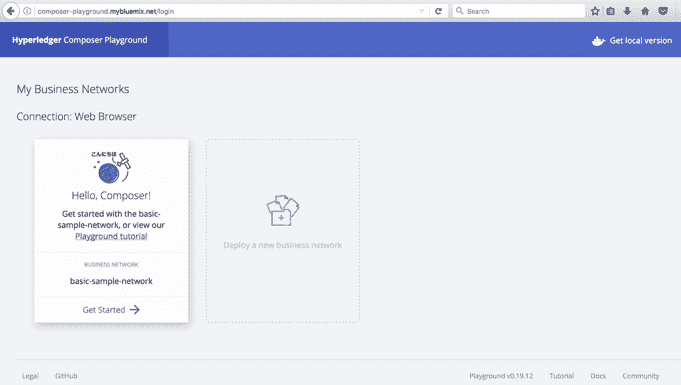 composer-playground.mybluemix.net/login
Search
Hyperledger Composer Playground
Get local version
My Business Networks
Connection: Web Browser
こんにちは
Hello, Composer!
Get started with the basic-
sample-network, or view our
Playground tutorial
BUSINESS NETWORK
basic-sample-network
Get Started
Deploy a new business network
Legal
GitHub
Playground v0.19.12
Tutorial
Docs
Community